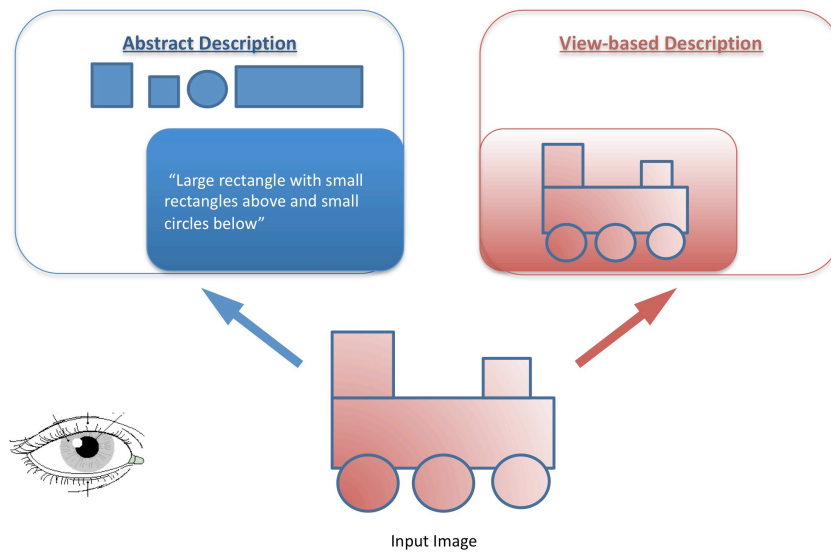 Abstract Description
“Large rectangle with small
rectangles above and small
circles below”
View-based Description
Input Image